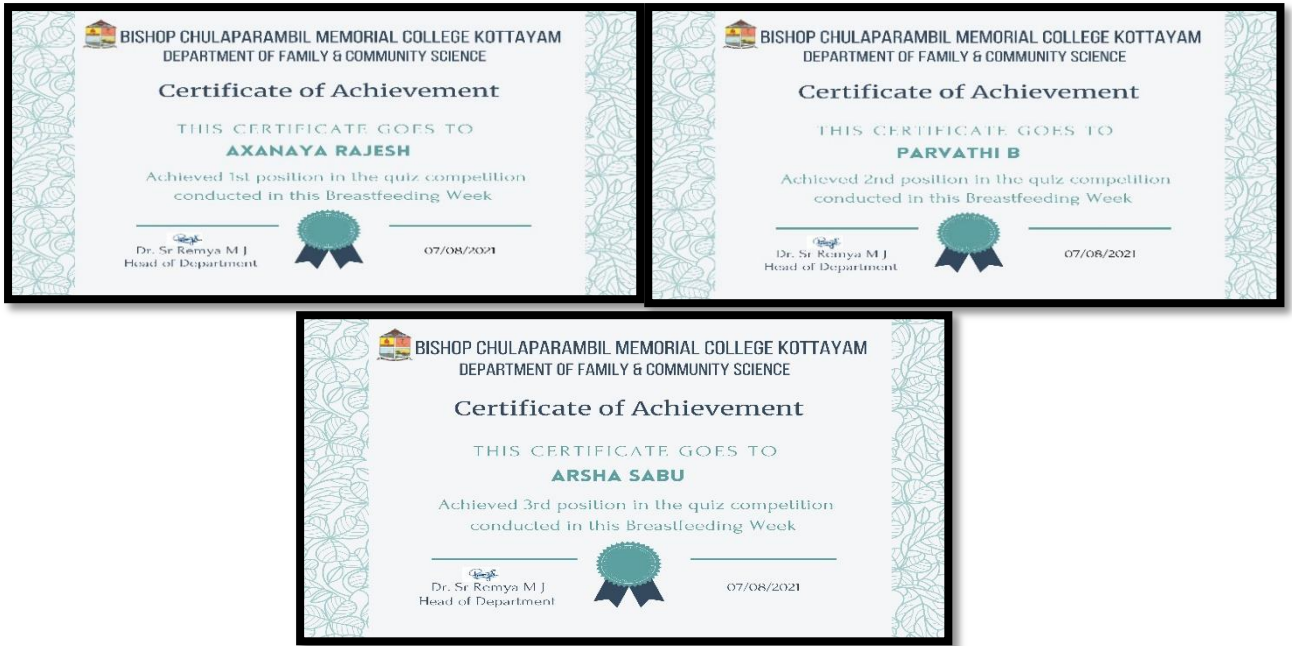 BISHOP CHULAPARAMBIL MEMORIAL COLLEGE KOTTAYAM
DEPARTMENT OF FAMILY & COMMUNITY SCIENCE
Certificate of Achievement
THIS CERTIFICATE GOES TO
AXANAYA RAJESH
Achieved 1st position in the quiz competition
conducted in this Breastfeeding Week
Dr. Sr Remya M J
Head of Department
07/08/2021
BISHOP CHULAPARAMBIL MEMORIAL COLLEGE KOTTAYAM
DEPARTMENT OF FAMILY & COMMUNITY SCIENCE
Certificate of Achievement
THIS CERTIFICATE GOES TO
PARVATHI B
Achieved 2nd position in the quiz competition
conducted in this Breastfeeding Week
Dr. Sr Remya M J
Head of Department
07/08/2021
BISHOP CHULAPARAMBIL MEMORIAL COLLEGE KOTTAYAM
DEPARTMENT OF FAMILY & COMMUNITY SCIENCE
Certificate of Achievement
THIS CERTIFICATE GOES TO
ARSHA SABU
Achieved 3rd position in the quiz competition
conducted in this Breastfeeding Week
Dr. Sr Remya M J
Head of Department
07/08/2021